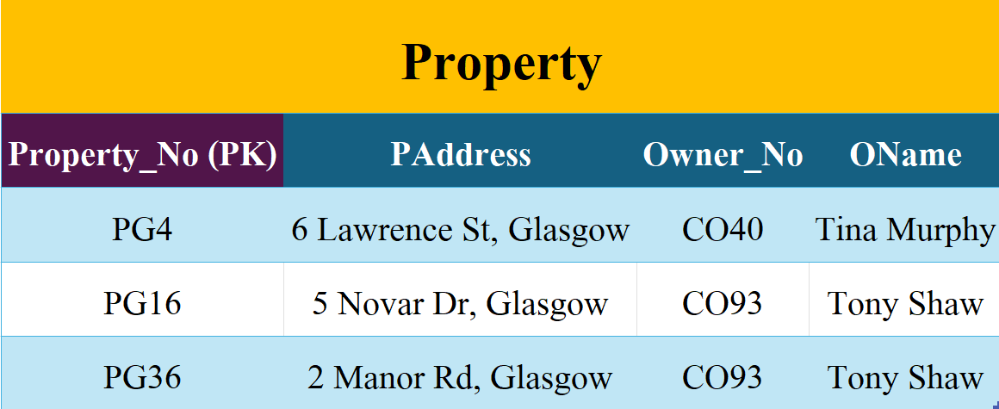 Property
Property_No (PK) PAddress Owner_No OName
PG4 6 Lawrence St, Glasgow CO40 Tina Murphy
PG16 5 Novar Dr, Glasgow CO93 Tony Shaw
PG36 2 Manor Rd, Glasgow CO93 Tony Shaw